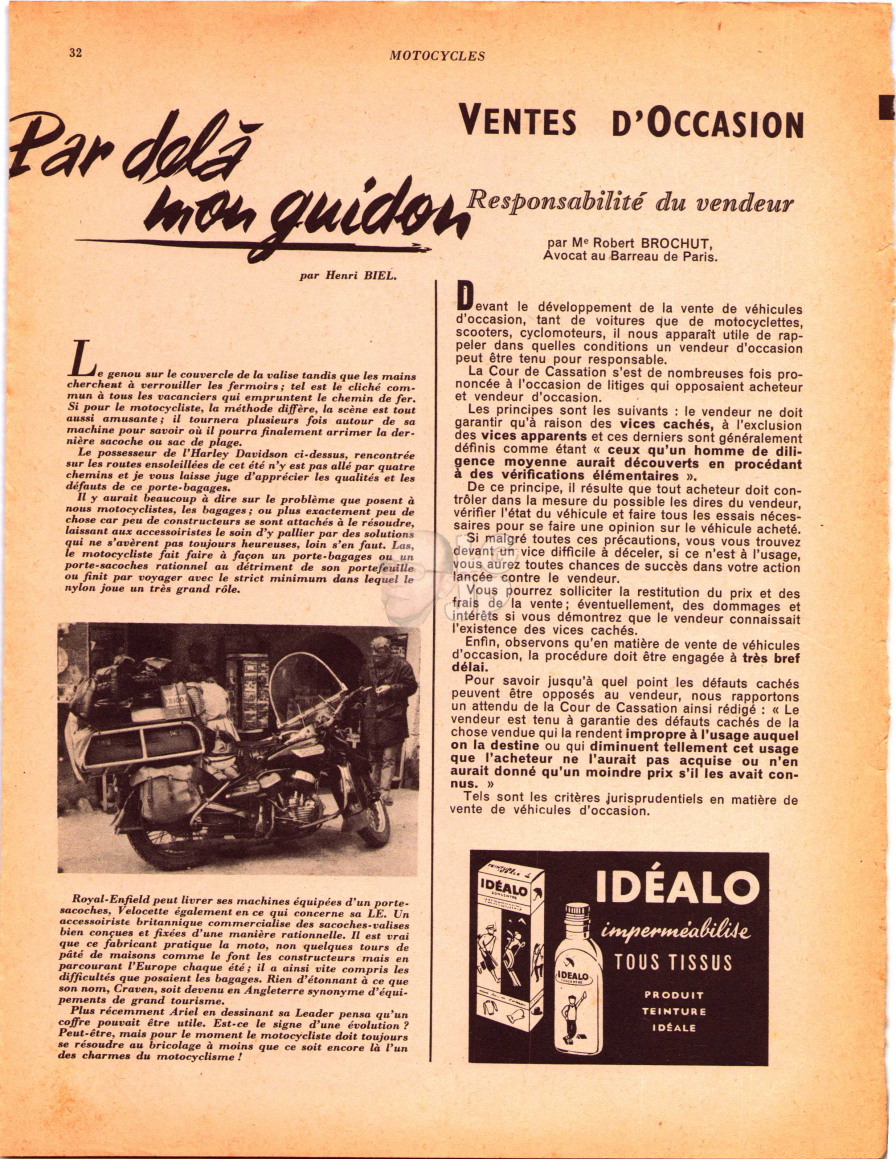 32
MOTOCYCLES
Par delà
mon guidon
par Henri BIEL.
Le genou sur le couvercle de la valise tandis que les mains
cherchent à verrouiller les fermoirs ; tel est le cliché com-
mun à tous les vacanciers qui empruntent le chemin de fer.
Si pour le motocycliste, la méthode diffère, la scène est tout
aussi amusante ; il tournera plusieurs fois autour de sa
machine pour savoir où il pourra finalement arrimer la der-
nière sacoche ou sac de plage.
Le possesseur de l'Harley Davidson ci-dessus, rencontrée
sur les routes ensoleillées de cet été n'y est pas allé par quatre
chemins et je vous laisse juge d'apprécier les qualités et les
défauts de ce porte-bagages.
Il y aurait beaucoup à dire sur le problème que posent à
nous motocyclistes, les bagages ; ou plus exactement peu de
chose car peu de constructeurs se sont attachés à le résoudre,
laissant aux accessoiristes le soin d'y pallier par des solutions
qui ne s'avèrent pas toujours heureuses, loin s'en faut. Las,
le motocycliste fait faire à façon un porte-bagages ou un
porte-sacoches rationnel au détriment de son portefeuille
ou finit par voyager avec le strict minimum dans lequel le
nylon joue un très grand rôle.
Royal-Enfield peut livrer ses machines équipées d'un porte-
sacoches, Velocette également en ce qui concerne sa LE. Un
accessoiriste britannique commercialise des sacoches-valises
bien conçues et fixées d'une manière rationnelle. Il est vrai
que ce fabricant pratique la moto, non quelques tours de
pâté de maisons comme le font les constructeurs mais en
parcourant l'Europe chaque été ; il a ainsi vite compris les
difficultés que posaient les bagages. Rien d'étonnant à ce que
son nom, Craven, soit devenu en Angleterre synonyme d'équi-
pements de grand tourisme.
Plus récemment Ariel en dessinant sa Leader pensa qu'un
coffre pouvait être utile. Est-ce le signe d'une évolution ?
Peut-être, mais pour le moment le motocycliste doit toujours
se résoudre au bricolage à moins que ce soit encore là l'un
des charmes du motocyclisme !
VENTES D'OCCASION
Responsabilité du vendeur
par Me Robert BROCHUT,
Avocat au Barreau de Paris.
Devant le développement de la vente de véhicules
d'occasion, tant de voitures que de motocyclettes,
scooters, cyclomoteurs, il nous apparaît utile de rap-
peler dans quelles conditions un vendeur d'occasion
peut être tenu pour responsable.
La Cour de Cassation s'est de nombreuses fois pro-
noncée à l'occasion de litiges qui opposaient acheteur
et vendeur d'occasion.
Les principes sont les suivants : le vendeur ne doit
garantir qu'à raison des vices cachés, à l'exclusion
des vices apparents et ces derniers sont généralement
définis comme étant « ceux qu'un homme de dili-
gence moyenne aurait découverts en procédant
à des vérifications élémentaires ».
De ce principe, il résulte que tout acheteur doit con-
trôler dans la mesure du possible les dires du vendeur,
vérifier l'état du véhicule et faire tous les essais néces-
saires pour se faire une opinion sur le véhicule acheté.
Si malgré toutes ces précautions, vous vous trouvez
devant un vice difficile à déceler, si ce n'est à l'usage,
vous aurez toutes chances de succès dans votre action
lancée contre le vendeur.
Vous pourrez solliciter la restitution du prix et des
frais de la vente ; éventuellement, des dommages et
intérêts si vous démontrez que le vendeur connaissait
l'existence des vices cachés.
Enfin, observons qu'en matière de vente de véhicules
d'occasion, la procédure doit être engagée à très bref
délai.
Pour savoir jusqu'à quel point les défauts cachés
peuvent être opposés au vendeur, nous rapportons
un attendu de la Cour de Cassation ainsi rédigé : « Le
vendeur est tenu à garantie des défauts cachés de la
chose vendue qui la rendent impropre à l'usage auquel
on la destine ou qui diminuent tellement cet usage
que l'acheteur ne l'aurait pas acquise ou n'en
aurait donné qu'un moindre prix s'il les avait con-
nus. »
Tels sont les critères jurisprudentiels en matière de
vente de véhicules d'occasion.
IDÉALO
IDÉALO
IDÉALO
imperméabilise
TOUS TISSUS
PRODUIT
TEINTURE
IDÉALE